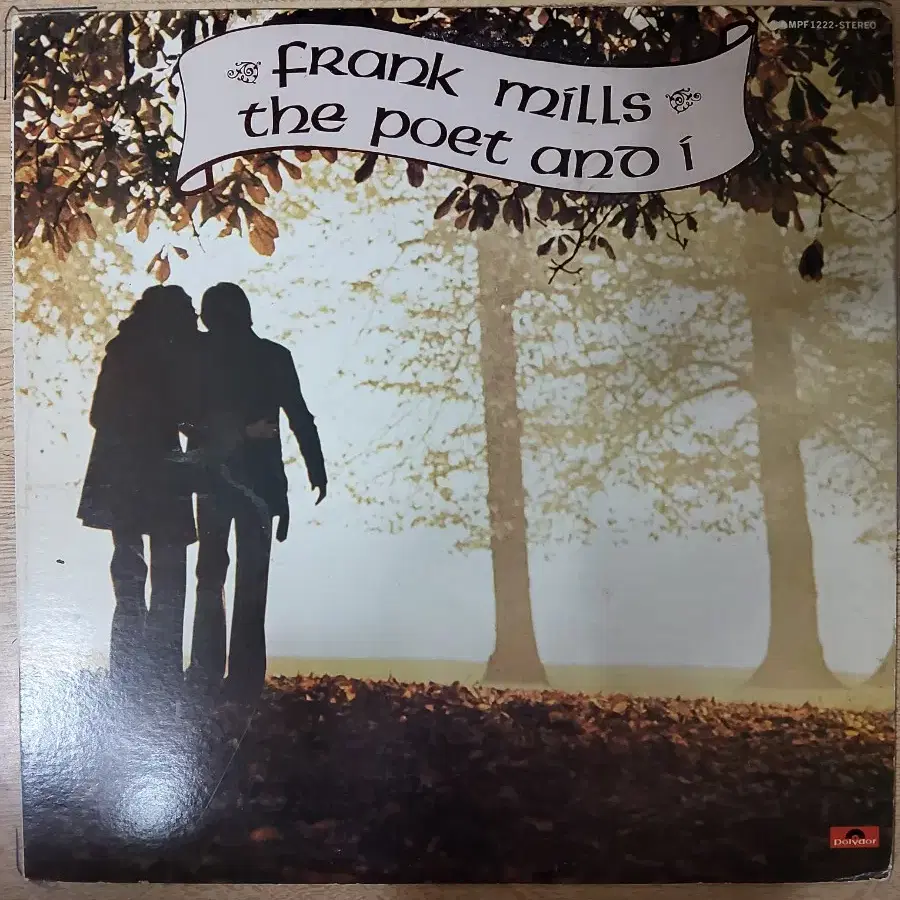 MPF1222-STEREO
frank mills
the poet and í
Polydor